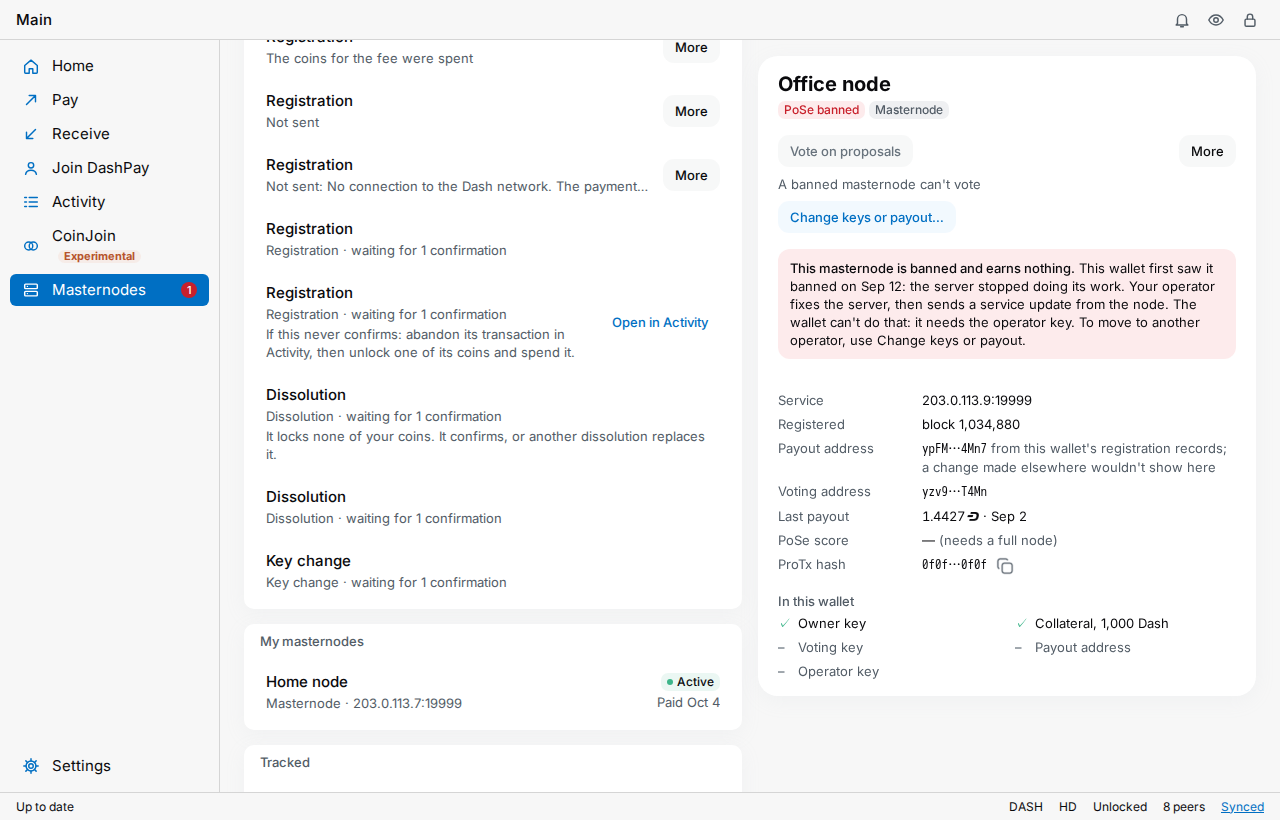 Main
Home
Pay
Receive
Join DashPay
Activity
CoinJoin
Experimental
Masternodes 1
Settings
Registration
The coins for the fee were spent
More
Registration
Not sent
More
Registration
Not sent: No connection to the Dash network. The payment...
More
Registration
Registration · waiting for 1 confirmation
Registration
Registration · waiting for 1 confirmation
If this never confirms: abandon its transaction in
Activity, then unlock one of its coins and spend it.
Open in Activity
Dissolution
Dissolution · waiting for 1 confirmation
It locks none of your coins. It confirms, or another dissolution replaces
it.
Dissolution
Dissolution · waiting for 1 confirmation
Key change
Key change · waiting for 1 confirmation
My masternodes
Home node
Active
Masternode · 203.0.113.7:19999
Paid Oct 4
Tracked
Office node
PoSe banned Masternode
Vote on proposals
More
A banned masternode can't vote
Change keys or payout...
This masternode is banned and earns nothing. This wallet first saw it
banned on Sep 12: the server stopped doing its work. Your operator
fixes the server, then sends a service update from the node. The
wallet can't do that: it needs the operator key. To move to another
operator, use Change keys or payout.
Service 203.0.113.9:19999
Registered block 1,034,880
Payout address ypFM···4Mn7 from this wallet's registration records;
a change made elsewhere wouldn't show here
Voting address yzv9···T4Mn
Last payout 1.4427 · Sep 2
PoSe score — (needs a full node)
ProTx hash 0f0f···0f0f
In this wallet
✓ Owner key
✓ Collateral, 1,000 Dash
– Voting key
– Payout address
– Operator key
Up to date
DASH HD Unlocked 8 peers Synced